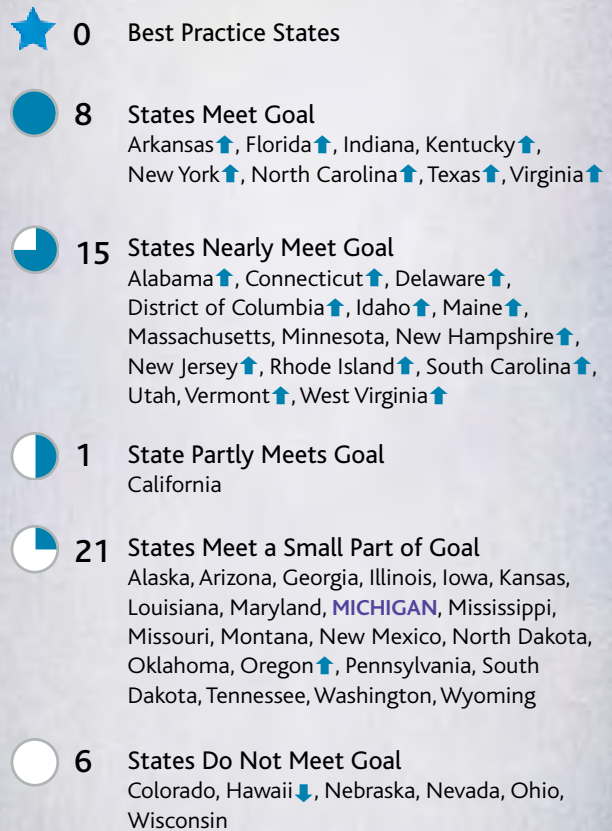 0 Best Practice States
8 States Meet Goal
Arkansas⬆, Florida⬆, Indiana, Kentucky⬆,
New York⬆, North Carolina⬆, Texas⬆, Virginia⬆
15 States Nearly Meet Goal
Alabama⬆, Connecticut⬆, Delaware⬆,
District of Columbia⬆, Idaho⬆, Maine⬆,
Massachusetts, Minnesota, New Hampshire⬆,
New Jersey⬆, Rhode Island⬆, South Carolina⬆,
Utah, Vermont⬆, West Virginia⬆
1 State Partly Meets Goal
California
21 States Meet a Small Part of Goal
Alaska, Arizona, Georgia, Illinois, Iowa, Kansas,
Louisiana, Maryland, MICHIGAN, Mississippi,
Missouri, Montana, New Mexico, North Dakota,
Oklahoma, Oregon⬆, Pennsylvania, South
Dakota, Tennessee, Washington, Wyoming
6 States Do Not Meet Goal
Colorado, Hawaii⬇, Nebraska, Nevada, Ohio,
Wisconsin